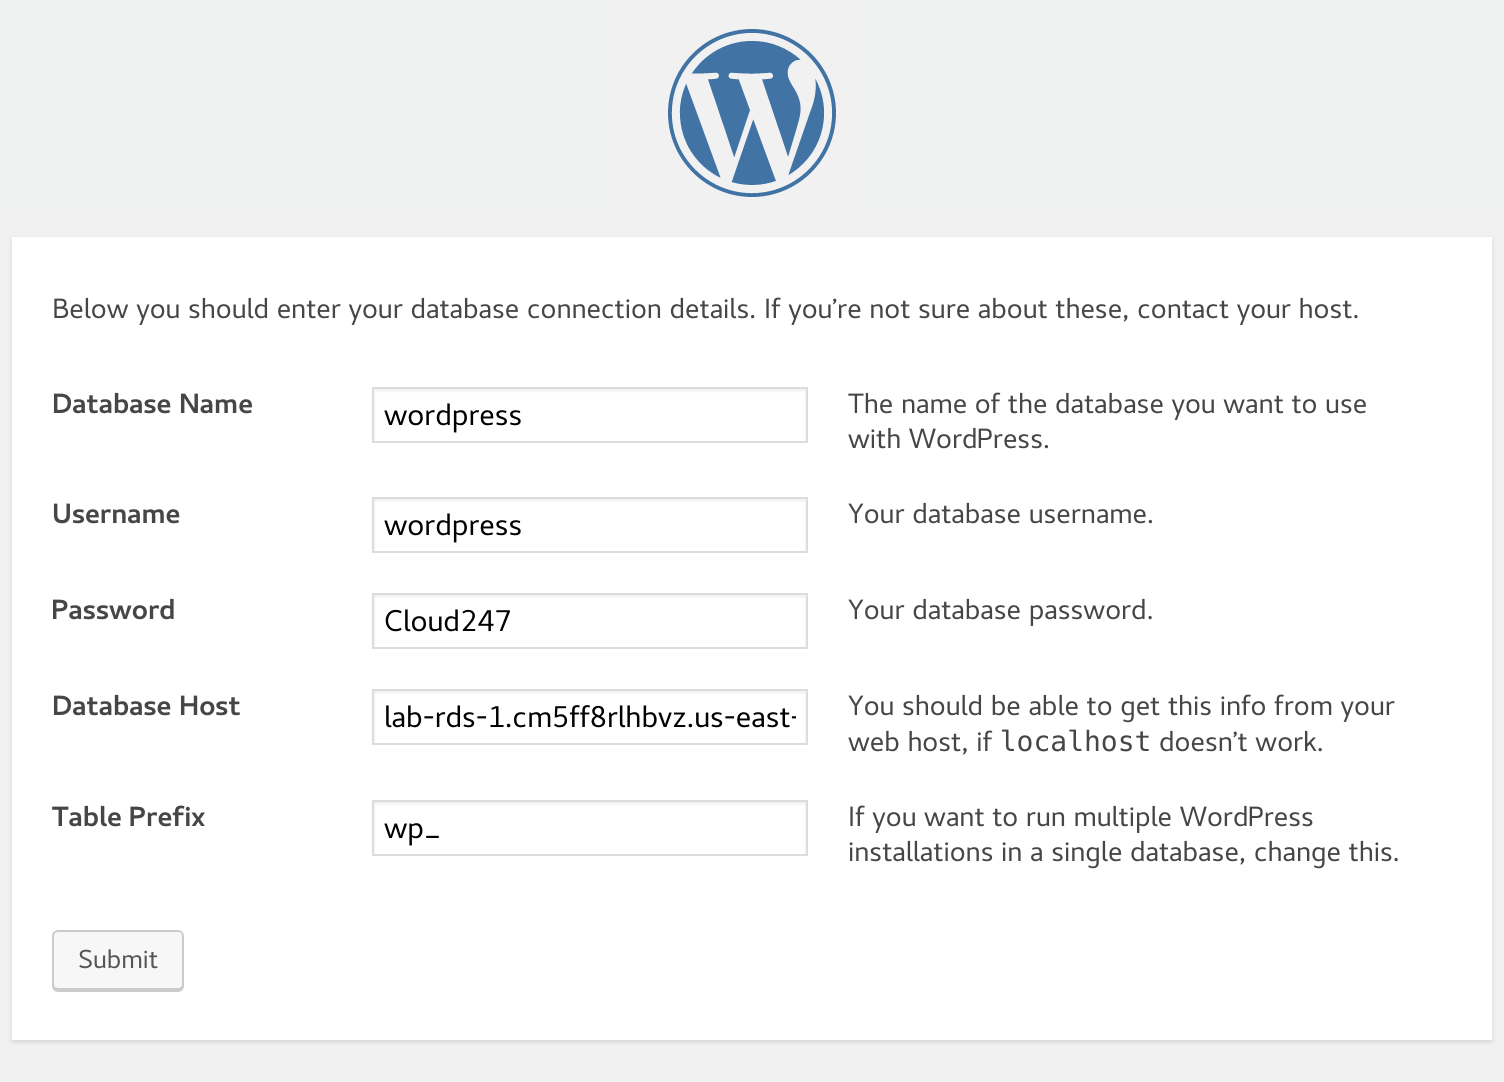 Below you should enter your database connection details. If you’re not sure about these, contact your host.
Database Name
wordpress
The name of the database you want to use
with WordPress.
Username
wordpress
Your database username.
Password
Cloud247
Your database password.
Database Host
lab-rds-1.cm5ff8rlhbvz.us-east-
You should be able to get this info from your
web host, if localhost doesn’t work.
Table Prefix
wp_
If you want to run multiple WordPress
installations in a single database, change this.
Submit